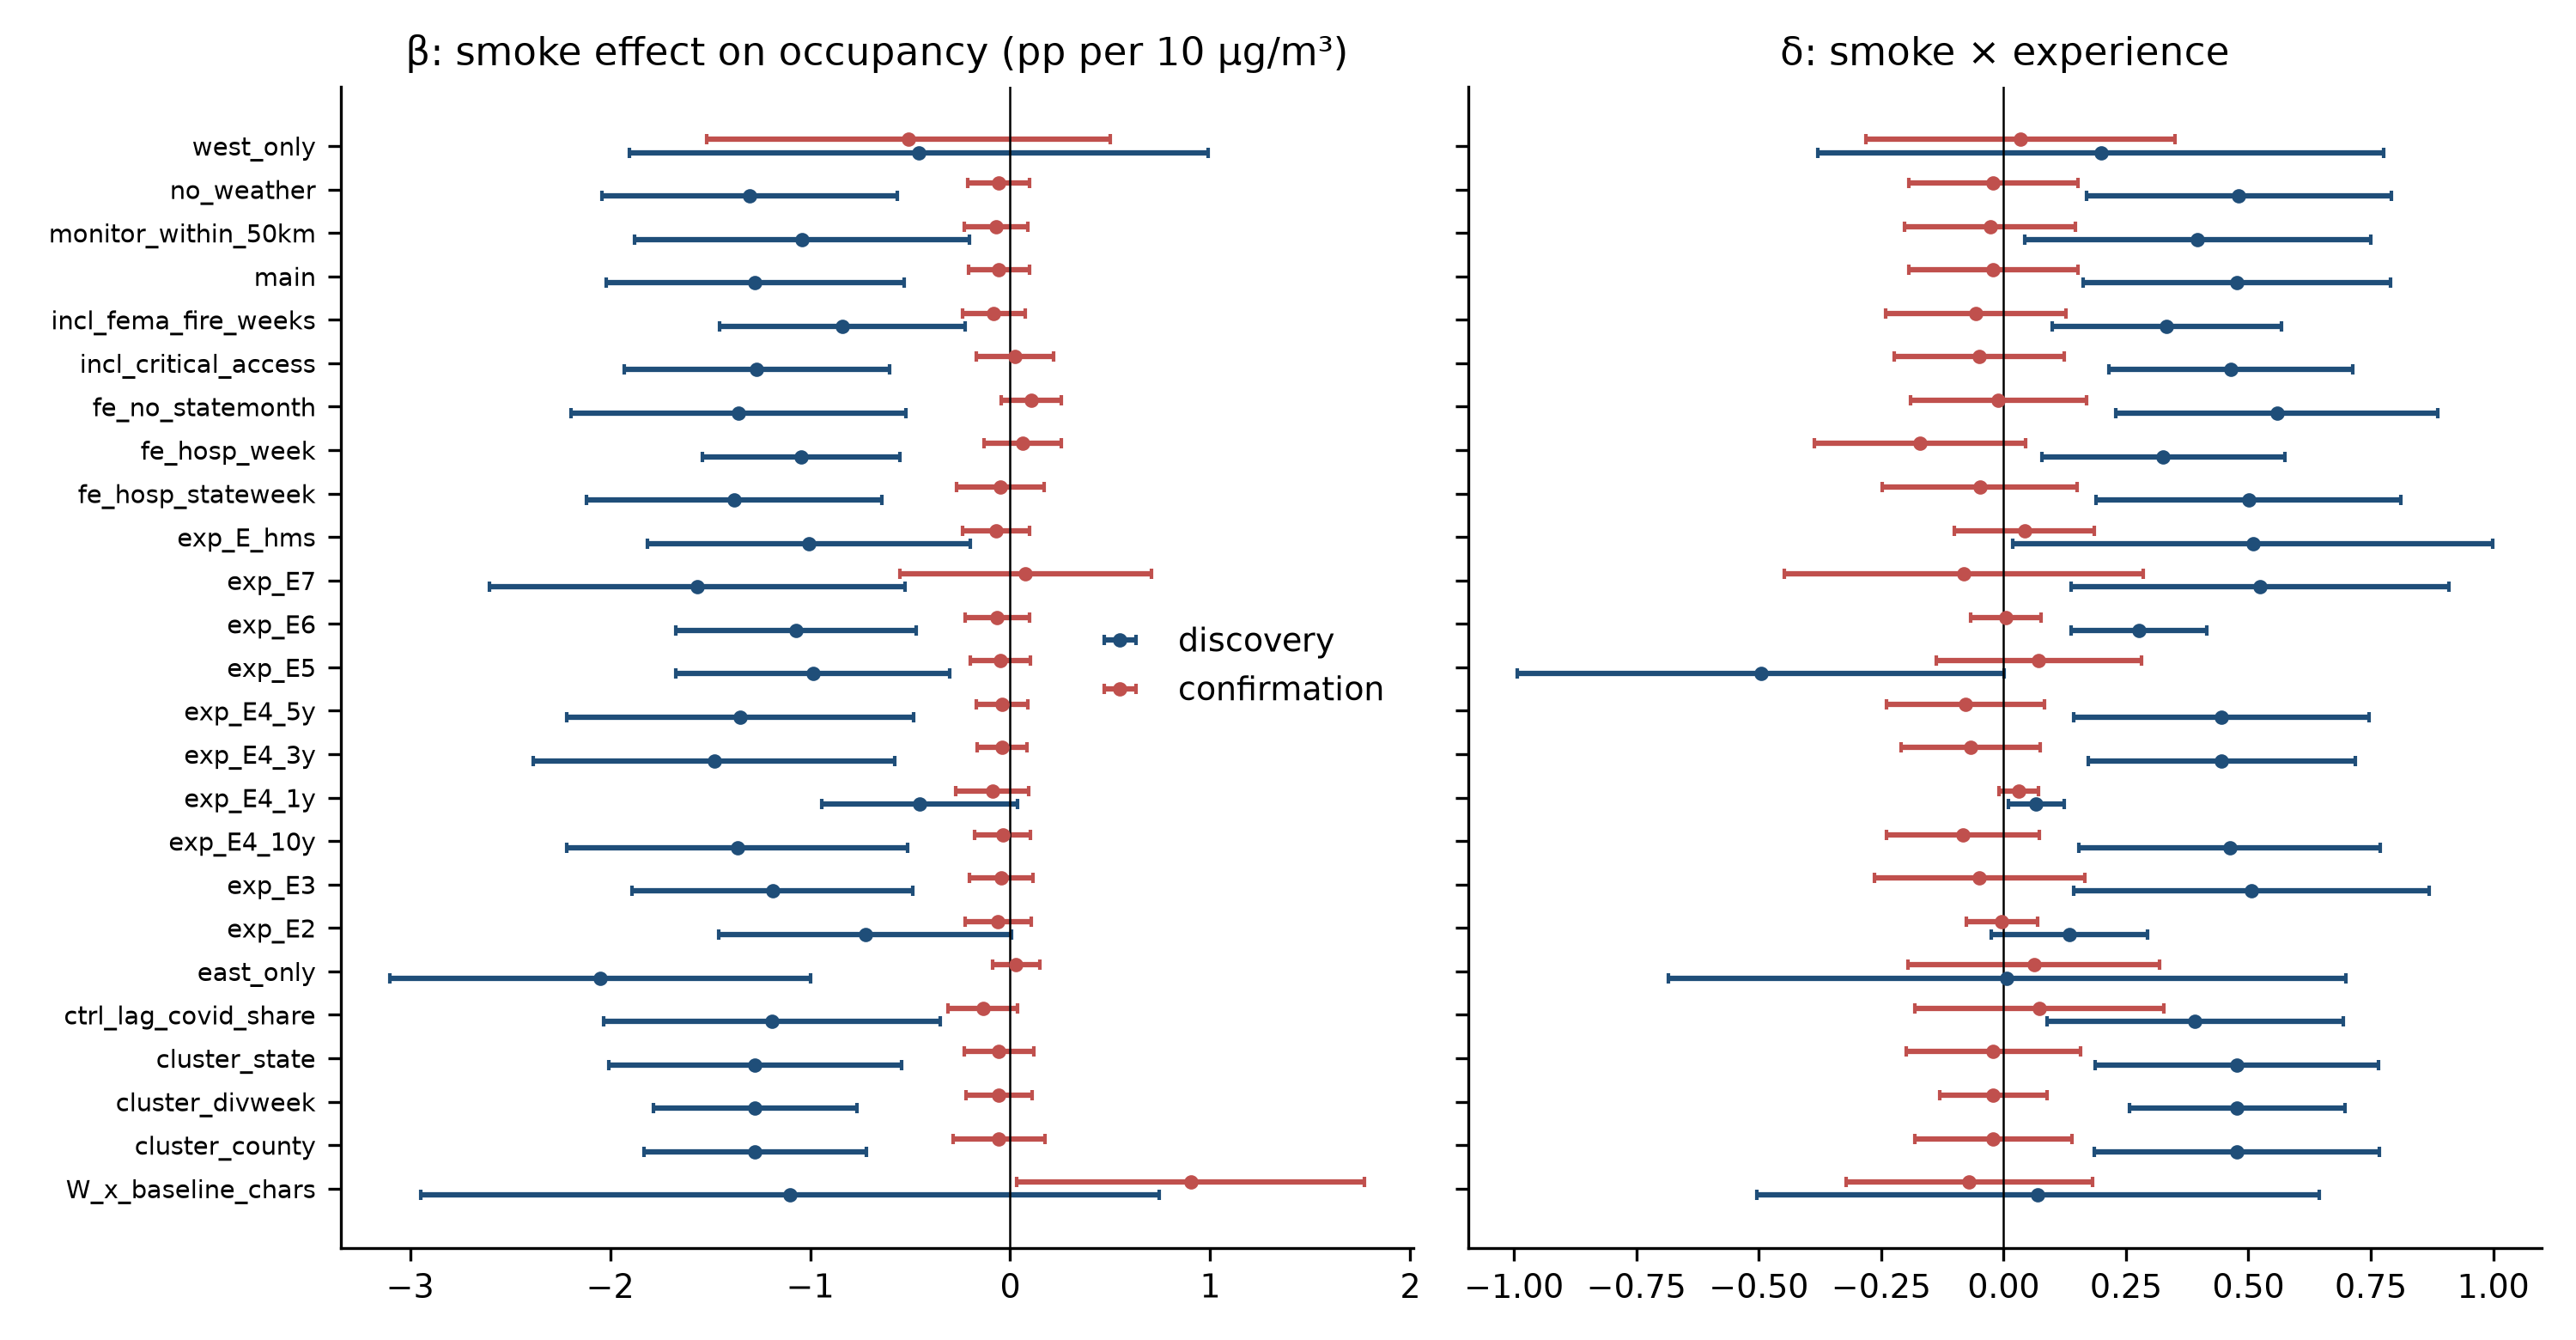 β: smoke effect on occupancy (pp per 10 μg/m³)
δ: smoke × experience
west_only
no_weather
monitor_within_50km
main
incl_fema_fire_weeks
incl_critical_access
fe_no_statemonth
fe_hosp_week
fe_hosp_stateweek
exp_E_hms
exp_E7
exp_E6
exp_E5
exp_E4_5y
exp_E4_3y
exp_E4_1y
exp_E4_10y
exp_E3
exp_E2
east_only
ctrl_lag_covid_share
cluster_state
cluster_divweek
cluster_county
W_x_baseline_chars
discovery
confirmation
−3 −2 −1 0 1 2
−1.00 −0.75 −0.50 −0.25 0.00 0.25 0.50 0.75 1.00